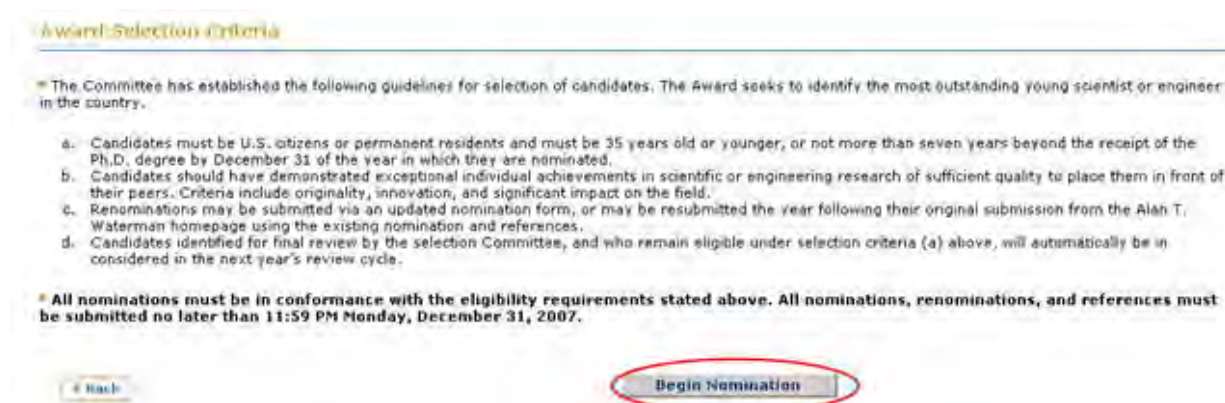 Award Selection Criteria
* The Committee has established the following guidelines for selection of candidates. The Award seeks to identify the most outstanding young scientist or engineer
in the country.
a. Candidates must be U.S. citizens or permanent residents and must be 35 years old or younger, or not more than seven years beyond the receipt of the
Ph.D. degree by December 31 of the year in which they are nominated.
b. Candidates should have demonstrated exceptional individual achievements in scientific or engineering research of sufficient quality to place them in front of
their peers. Criteria include originality, innovation, and significant impact on the field.
c. Renominations may be submitted via an updated nomination form, or may be resubmitted the year following their original submission from the Alan T.
Waterman homepage using the existing nomination and references.
d. Candidates identified for final review by the selection Committee, and who remain eligible under selection criteria (a) above, will automatically be in
considered in the next year's review cycle.
* All nominations must be in conformance with the eligibility requirements stated above. All nominations, renominations, and references must
be submitted no later than 11:59 PM Monday, December 31, 2007.
Back
Begin Nomination